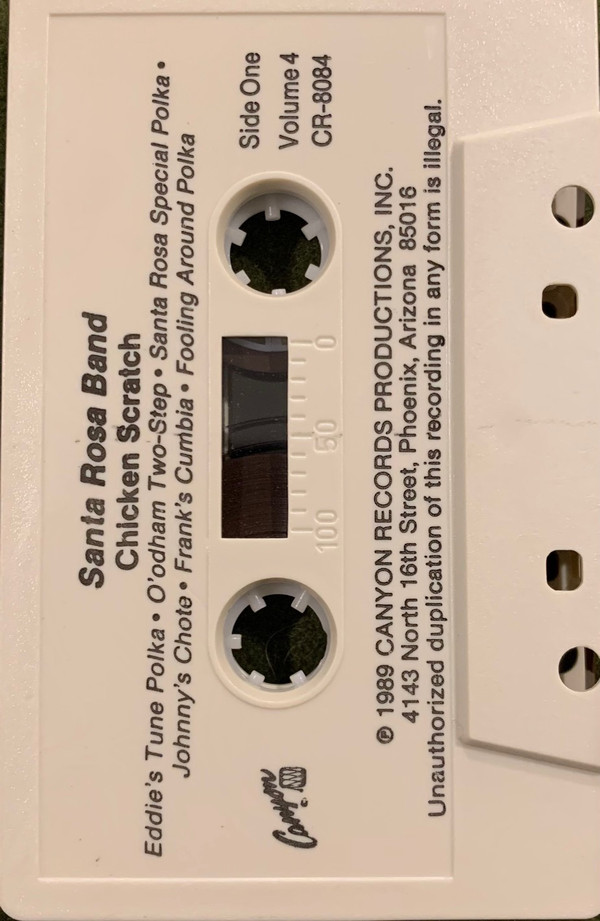 Santa Rosa Band
Chicken Scratch
Eddie's Tune Polka • O'odham Two-Step • Santa Rosa Special Polka •
Johnny's Chote • Frank's Cumbia • Fooling Around Polka
Side One
Volume 4
CR-8084
Canyon
100 50 0
℗ 1989 CANYON RECORDS PRODUCTIONS, INC.
4143 North 16th Street, Phoenix, Arizona 85016
Unauthorized duplication of this recording in any form is illegal.